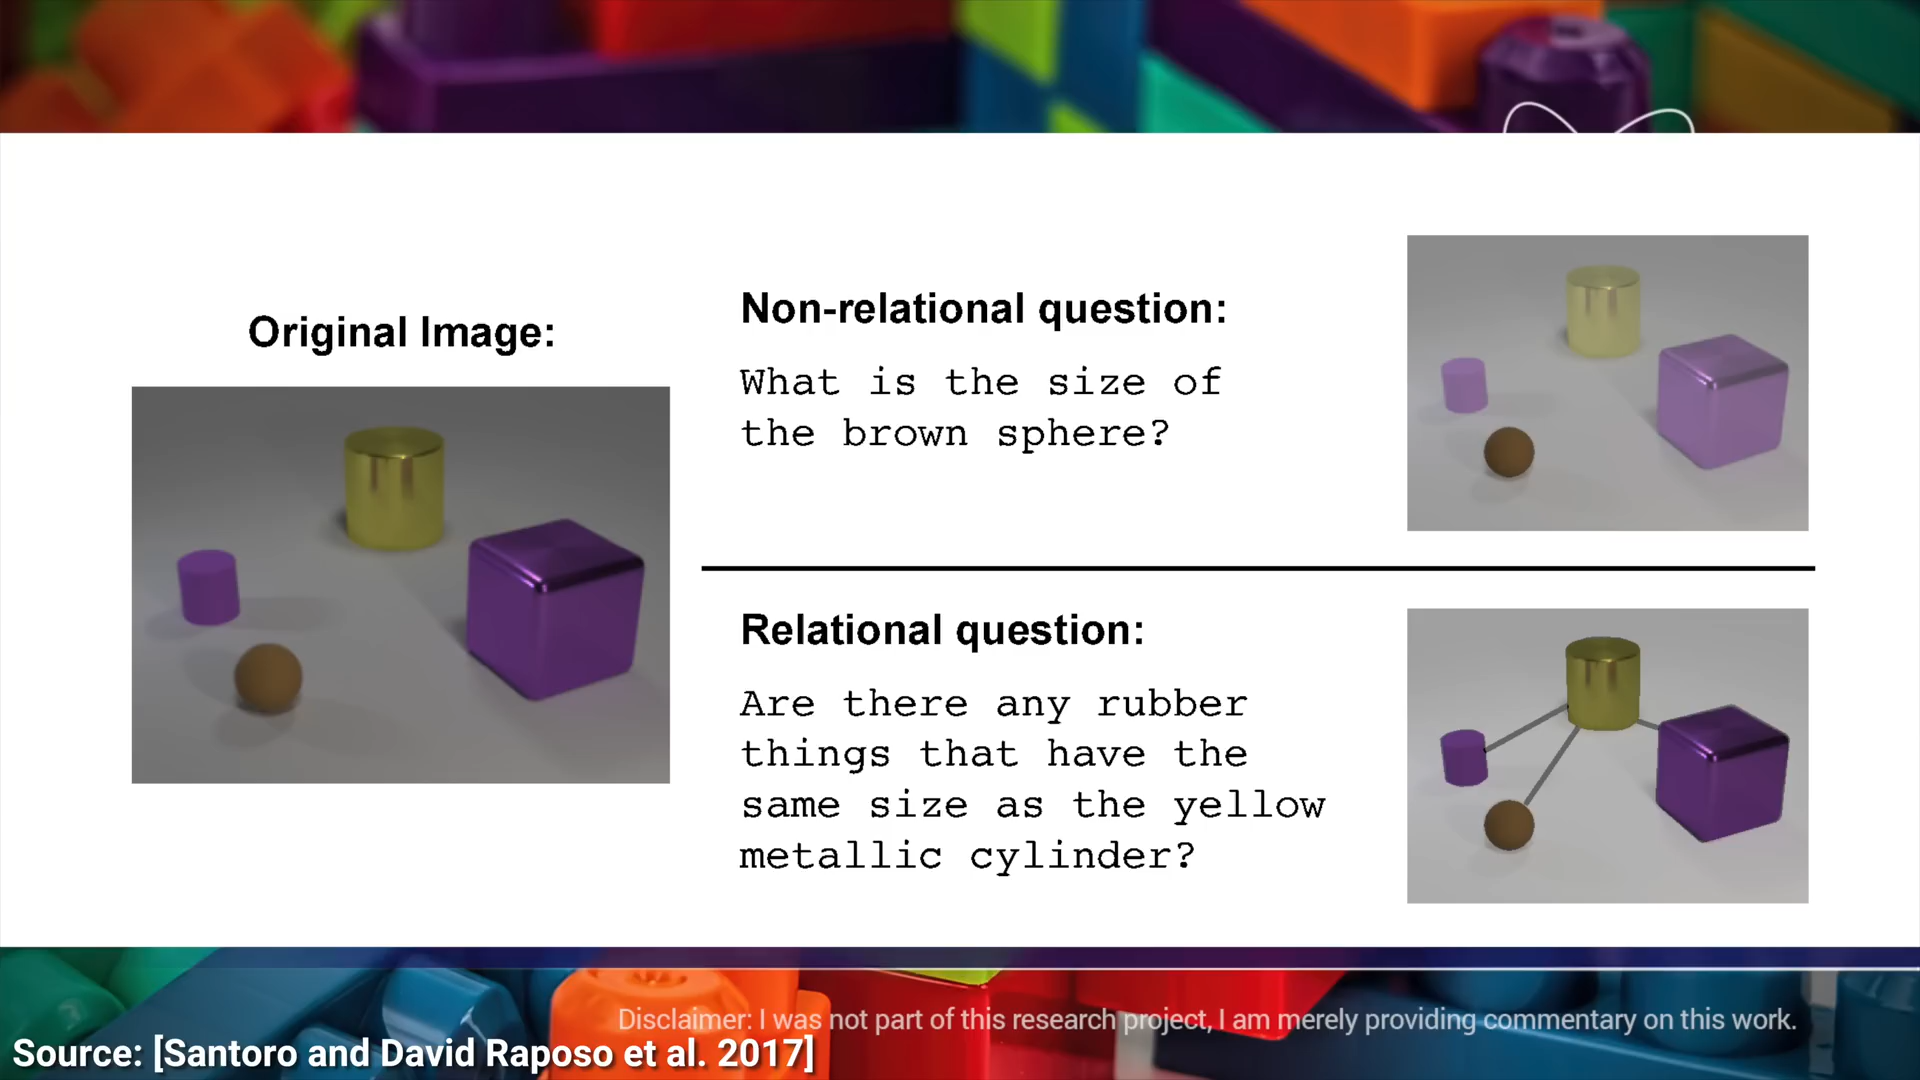 Original Image:
Non-relational question:
What is the size of
the brown sphere?
Relational question:
Are there any rubber
things that have the
same size as the yellow
metallic cylinder?
Disclaimer: I was not part of this research project, I am merely providing commentary on this work.
Source: [Santoro and David Raposo et al. 2017]